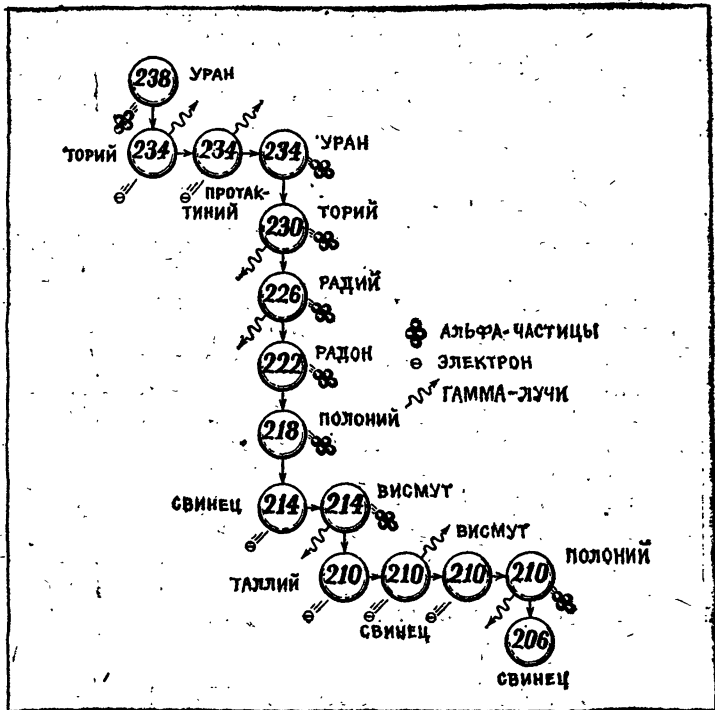 238 УРАН
ТОРИЙ 234 234 234 УРАН
ПРОТАК-
ТИНИЙ
230 ТОРИЙ
226 РАДИЙ
222 РАДОН
218 ПОЛОНИЙ
АЛЬФА-ЧАСТИЦЫ
ЭЛЕКТРОН
ГАММА-ЛУЧИ
СВИНЕЦ 214 214 ВИСМУТ
ТАЛЛИЙ 210 210 210 210 ПОЛОНИЙ
ВИСМУТ
СВИНЕЦ
206
СВИНЕЦ